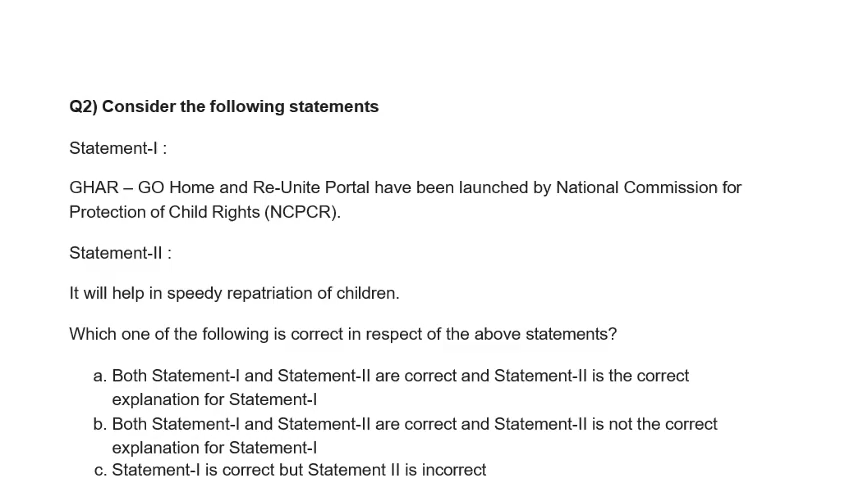 Q2) Consider the following statements
Statement-I :
GHAR – GO Home and Re-Unite Portal have been launched by National Commission for
Protection of Child Rights (NCPCR).
Statement-II :
It will help in speedy repatriation of children.
Which one of the following is correct in respect of the above statements?
a. Both Statement-I and Statement-II are correct and Statement-II is the correct
explanation for Statement-I
b. Both Statement-I and Statement-II are correct and Statement-II is not the correct
explanation for Statement-I
c. Statement-I is correct but Statement II is incorrect